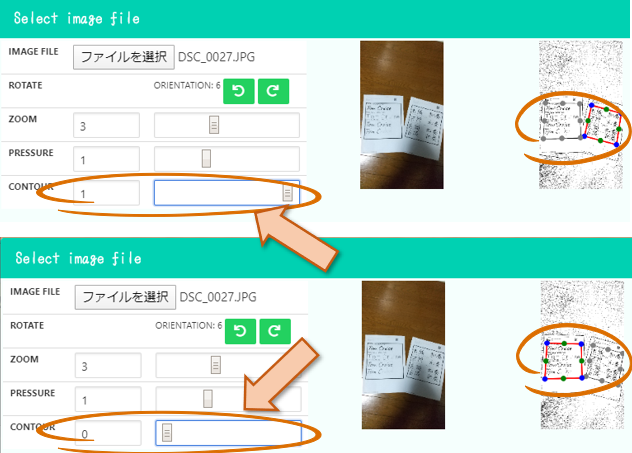 Select image file
IMAGE FILE
ファイルを選択 DSC_0027.JPG
ROTATE
ORIENTATION: 6
ZOOM
3
PRESSURE
1
CONTOUR
1
Select image file
IMAGE FILE
ファイルを選択 DSC_0027.JPG
ROTATE
ORIENTATION: 6
ZOOM
3
PRESSURE
1
CONTOUR
0